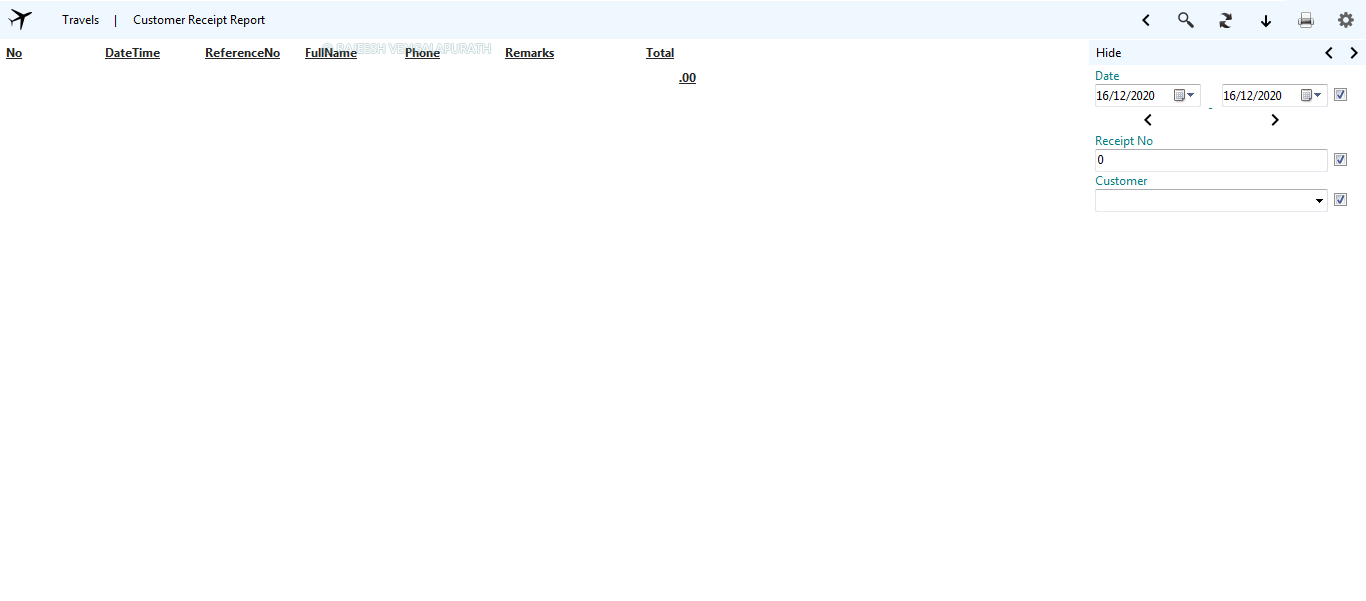 Travels | Customer Receipt Report
No DateTime ReferenceNo FullName Phone Remarks Total
© RAJEESH VENGALAPURATH
.00
Hide
Date
16/12/2020 - 16/12/2020
Receipt No
0
Customer